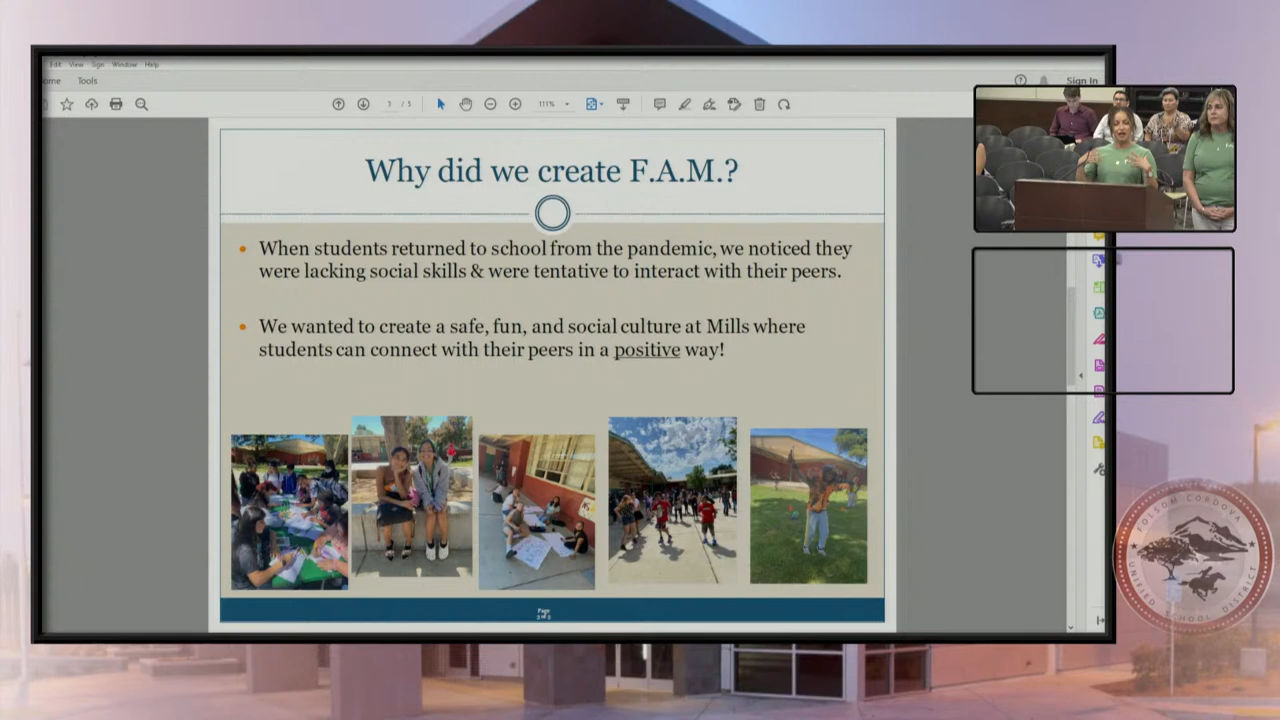 Edit View Sign Window Help
ome Tools
Sign In
3 / 5
111%
Why did we create F.A.M.?
When students returned to school from the pandemic, we noticed they
were lacking social skills & were tentative to interact with their peers.
We wanted to create a safe, fun, and social culture at Mills where
students can connect with their peers in a positive way!
Page
3 of 5
FOLSOM CORDOVA
UNIFIED SCHOOL DISTRICT